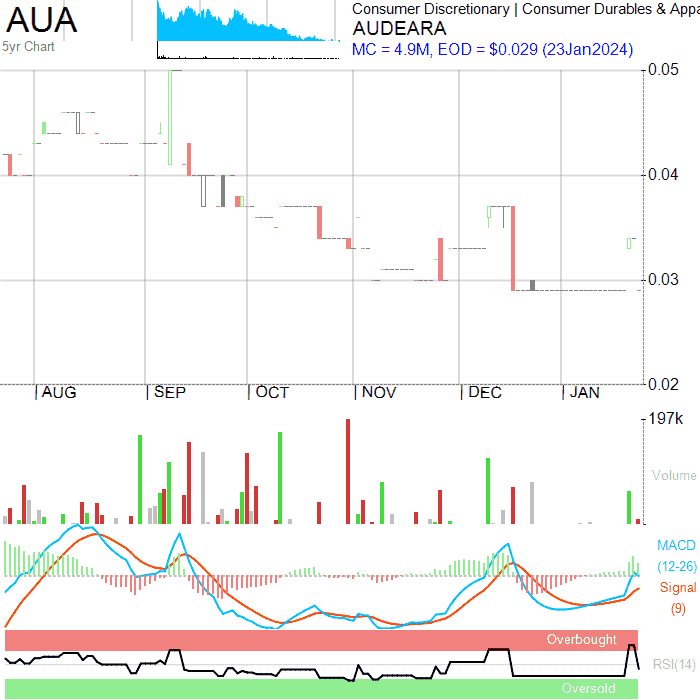 AUA
5yr Chart
Consumer Discretionary | Consumer Durables & Appa
AUDEARA
MC = 4.9M, EOD = $0.029 (23Jan2024)
0.05
0.04
0.03
0.02
AUG SEP OCT NOV DEC JAN
197k
Volume
MACD
(12-26)
Signal
(9)
Overbought
RSI(14)
Oversold